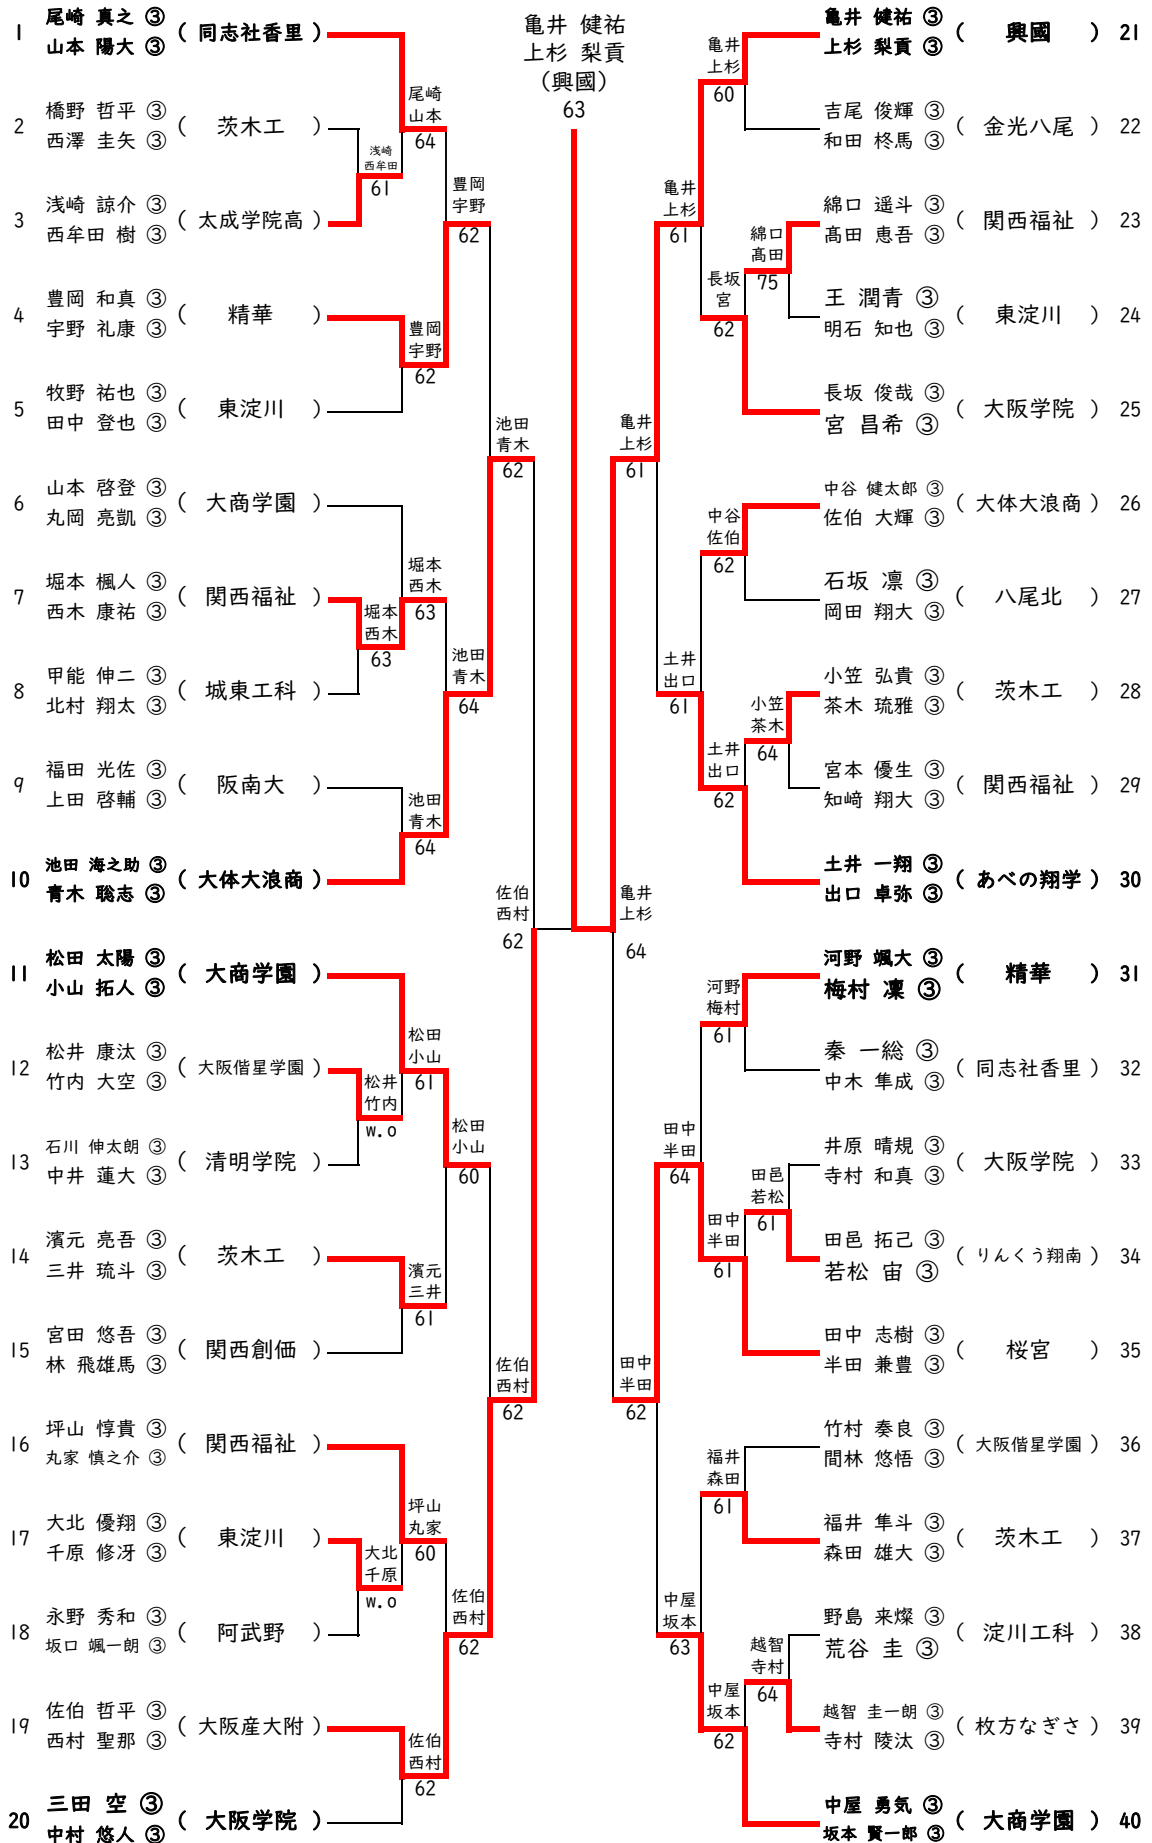 亀井 健祐
上杉 梨貢
(興國)
63
1 尾崎 真之 ③ ( 同志社香里 )
山本 陽大 ③
2 橋野 哲平 ③ ( 茨木工 )
西澤 圭矢 ③
3 浅崎 諒介 ③ ( 太成学院高 )
西牟田 樹 ③
4 豊岡 和真 ③ ( 精華 )
宇野 礼康 ③
5 牧野 祐也 ③ ( 東淀川 )
田中 登也 ③
6 山本 啓登 ③ ( 大商学園 )
丸岡 亮凱 ③
7 堀本 楓人 ③ ( 関西福祉 )
西木 康祐 ③
8 甲能 伸二 ③ ( 城東工科 )
北村 翔太 ③
9 福田 光佐 ③ ( 阪南大 )
上田 啓輔 ③
10 池田 海之助 ③ ( 大体大浪商 )
青木 聡志 ③
11 松田 太陽 ③ ( 大商学園 )
小山 拓人 ③
12 松井 康汰 ③ ( 大阪偕星学園 )
竹内 大空 ③
13 石川 伸太朗 ③ ( 清明学院 )
中井 蓮大 ③
14 濱元 亮吾 ③ ( 茨木工 )
三井 琉斗 ③
15 宮田 悠吾 ③ ( 関西創価 )
林 飛雄馬 ③
16 坪山 惇貴 ③ ( 関西福祉 )
丸家 慎之介 ③
17 大北 優翔 ③ ( 東淀川 )
千原 修冴 ③
18 永野 秀和 ③ ( 阿武野 )
坂口 颯一朗 ③
19 佐伯 哲平 ③ ( 大阪産大附 )
西村 聖那 ③
20 三田 空 ③ ( 大阪学院 )
中村 悠人 ③
浅崎
西牟田
61
堀本
西木
63
松井
竹内
w.o
大北
千原
w.o
尾崎
山本
64
豊岡
宇野
62
堀本
西木
63
池田
青木
64
松田
小山
61
濱元
三井
61
坪山
丸家
60
佐伯
西村
62
豊岡
宇野
62
池田
青木
64
松田
小山
60
佐伯
西村
62
池田
青木
62
佐伯
西村
62
佐伯
西村
62
亀井
上杉
64
亀井
上杉
61
田中
半田
62
亀井
上杉
61
土井
出口
61
田中
半田
64
中屋
坂本
63
亀井
上杉
60
長坂
宮
62
中谷
佐伯
62
土井
出口
62
河野
梅村
61
田中
半田
61
福井
森田
61
中屋
坂本
62
綿口
髙田
75
小笠
茶木
64
田邑
若松
61
越智
寺村
64
亀井 健祐 ③ ( 興國 ) 21
上杉 梨貢 ③
吉尾 俊輝 ③ ( 金光八尾 ) 22
和田 柊馬 ③
綿口 遥斗 ③ ( 関西福祉 ) 23
髙田 恵吾 ③
王 潤青 ③ ( 東淀川 ) 24
明石 知也 ③
長坂 俊哉 ③ ( 大阪学院 ) 25
宮 昌希 ③
中谷 健太郎 ③ ( 大体大浪商 ) 26
佐伯 大輝 ③
石坂 凛 ③ ( 八尾北 ) 27
岡田 翔大 ③
小笠 弘貴 ③ ( 茨木工 ) 28
茶木 琉雅 ③
宮本 優生 ③ ( 関西福祉 ) 29
知﨑 翔大 ③
土井 一翔 ③ ( あべの翔学 ) 30
出口 卓弥 ③
河野 颯大 ③ ( 精華 ) 31
梅村 凜 ③
秦 一総 ③ ( 同志社香里 ) 32
中木 隼成 ③
井原 晴規 ③ ( 大阪学院 ) 33
寺村 和真 ③
田邑 拓己 ③ ( りんくう翔南 ) 34
若松 宙 ③
田中 志樹 ③ ( 桜宮 ) 35
半田 兼豊 ③
竹村 奏良 ③ ( 大阪偕星学園 ) 36
間林 悠悟 ③
福井 隼斗 ③ ( 茨木工 ) 37
森田 雄大 ③
野島 来燦 ③ ( 淀川工科 ) 38
荒谷 圭 ③
越智 圭一朗 ③ ( 枚方なぎさ ) 39
寺村 陵汰 ③
中屋 勇気 ③ ( 大商学園 ) 40
坂本 賢一郎 ③